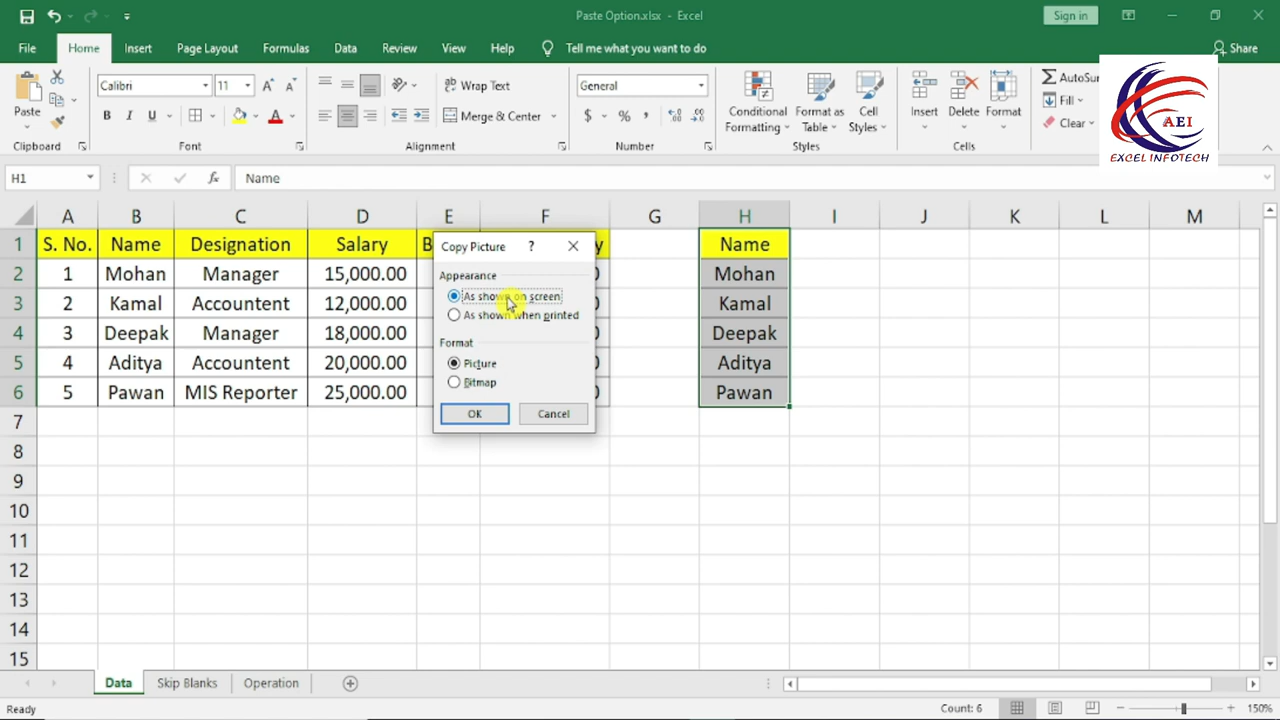 Paste Option.xlsx - Excel
Sign in
File Home Insert Page Layout Formulas Data Review View Help Tell me what you want to do Share
Paste
Clipboard
Calibri 11 A A
B I U A
Font
Wrap Text
Merge & Center
Alignment
General
$ % ,
Number
Conditional Formatting
Format as Table
Cell Styles
Styles
Insert Delete Format
Cells
AutoSu
Fill
Clear
AEI
EXCEL INFOTECH
H1 fx Name
A B C D E F G H I J K L M
1 S. No. Name Designation Salary B y Name
2 1 Mohan Manager 15,000.00 0 Mohan
3 2 Kamal Accountent 12,000.00 Kamal
4 3 Deepak Manager 18,000.00 Deepak
5 4 Aditya Accountent 20,000.00 Aditya
6 5 Pawan MIS Reporter 25,000.00 0 Pawan
7
8
9
10
11
12
13
14
15
Copy Picture ?
Appearance
As shown on screen
As shown when printed
Format
Picture
Bitmap
OK Cancel
Data Skip Blanks Operation
Ready Count: 6 150%